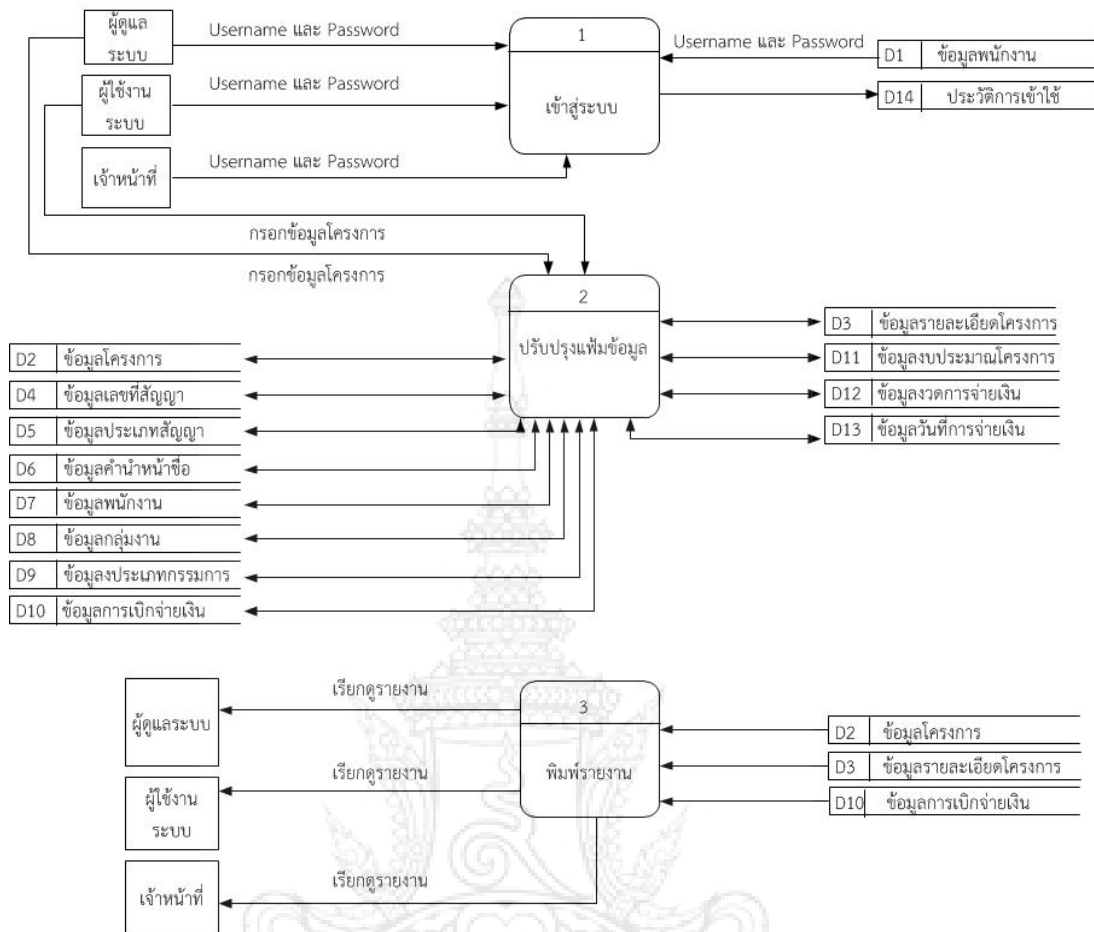 ผู้ดูแล
ระบบ
Username และ Password
1
เข้าสู่ระบบ
Username และ Password
D1 ข้อมูลพนักงาน
D14 ประวัติการเข้าใช้
ผู้ใช้งาน
ระบบ
Username และ Password
เจ้าหน้าที่
Username และ Password
กรอกข้อมูลโครงการ
กรอกข้อมูลโครงการ
2
ปรับปรุงแฟ้มข้อมูล
D2 ข้อมูลโครงการ
D4 ข้อมูลเลขที่สัญญา
D5 ข้อมูลประเภทสัญญา
D6 ข้อมูลคำนำหน้าชื่อ
D7 ข้อมูลพนักงาน
D8 ข้อมูลกลุ่มงาน
D9 ข้อมูลงประเภทกรรมการ
D10 ข้อมูลการเบิกจ่ายเงิน
D3 ข้อมูลรายละเอียดโครงการ
D11 ข้อมูลงบประมาณโครงการ
D12 ข้อมูลงวดการจ่ายเงิน
D13 ข้อมูลวันที่การจ่ายเงิน
ผู้ดูแลระบบ
เรียกดูรายงาน
ผู้ใช้งาน
ระบบ
เรียกดูรายงาน
เจ้าหน้าที่
เรียกดูรายงาน
3
พิมพ์รายงาน
D2 ข้อมูลโครงการ
D3 ข้อมูลรายละเอียดโครงการ
D10 ข้อมูลการเบิกจ่ายเงิน